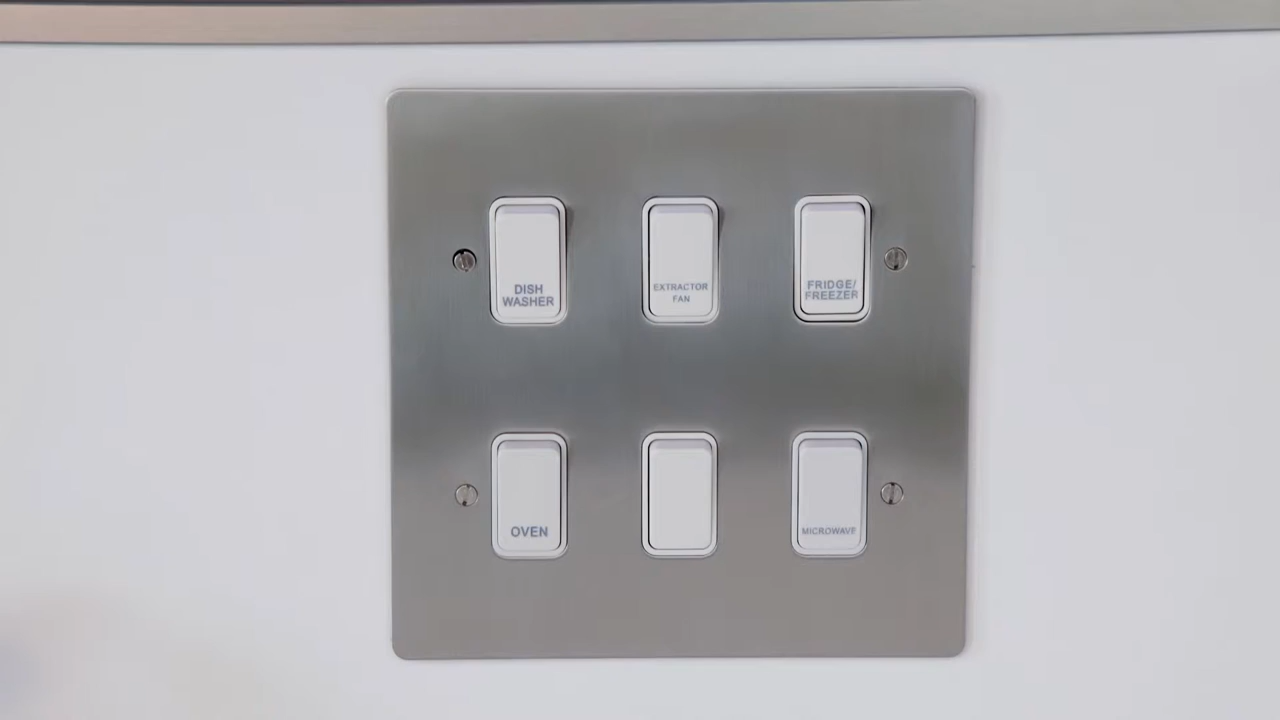 DISH
WASHER
EXTRACTOR
FAN
FRIDGE/
FREEZER
OVEN
MICROWAVE